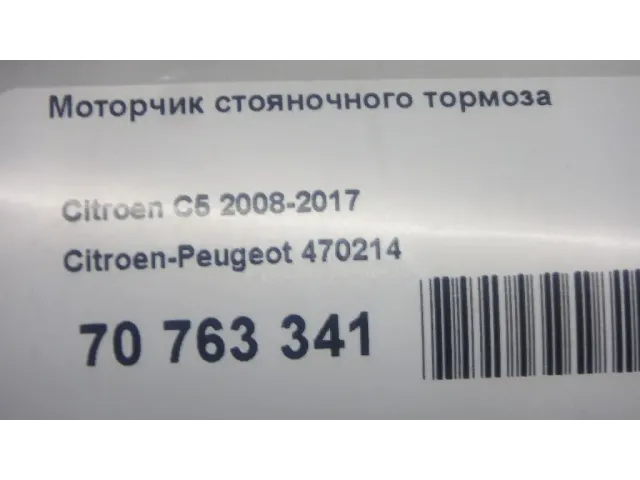 Моторчик стояночного тормоза
Citroen C5 2008-2017
Citroen-Peugeot 470214
70 763 341